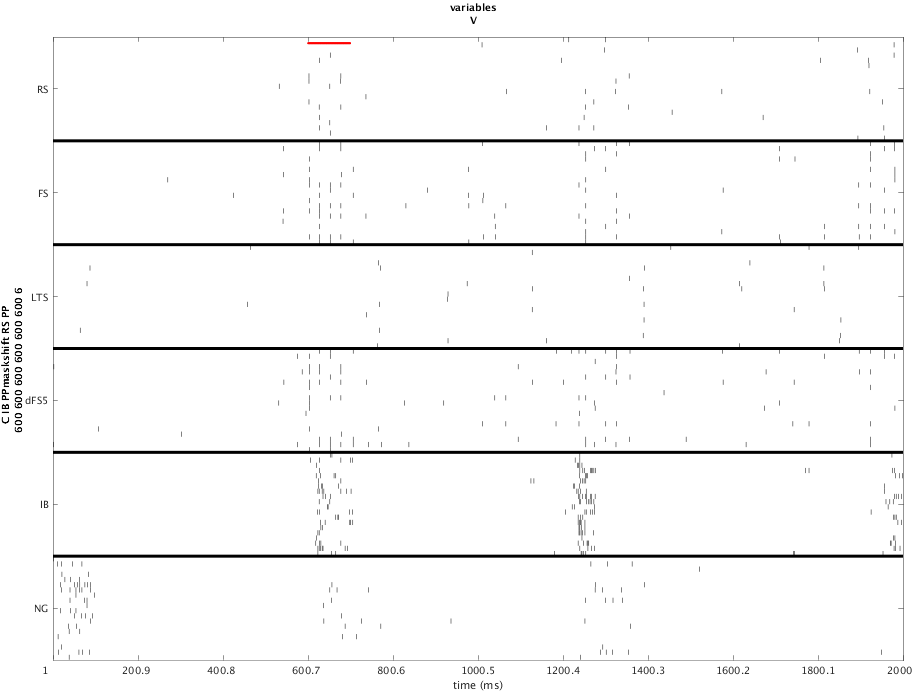 variables
V
C IB PPmaskshift RS PP
600 600 600 600 600 600 6
RS
FS
LTS
dFS5
IB
NG
1 200.9 400.8 600.7 800.6 1000.5 1200.4 1400.3 1600.2 1800.1 2000
time (ms)